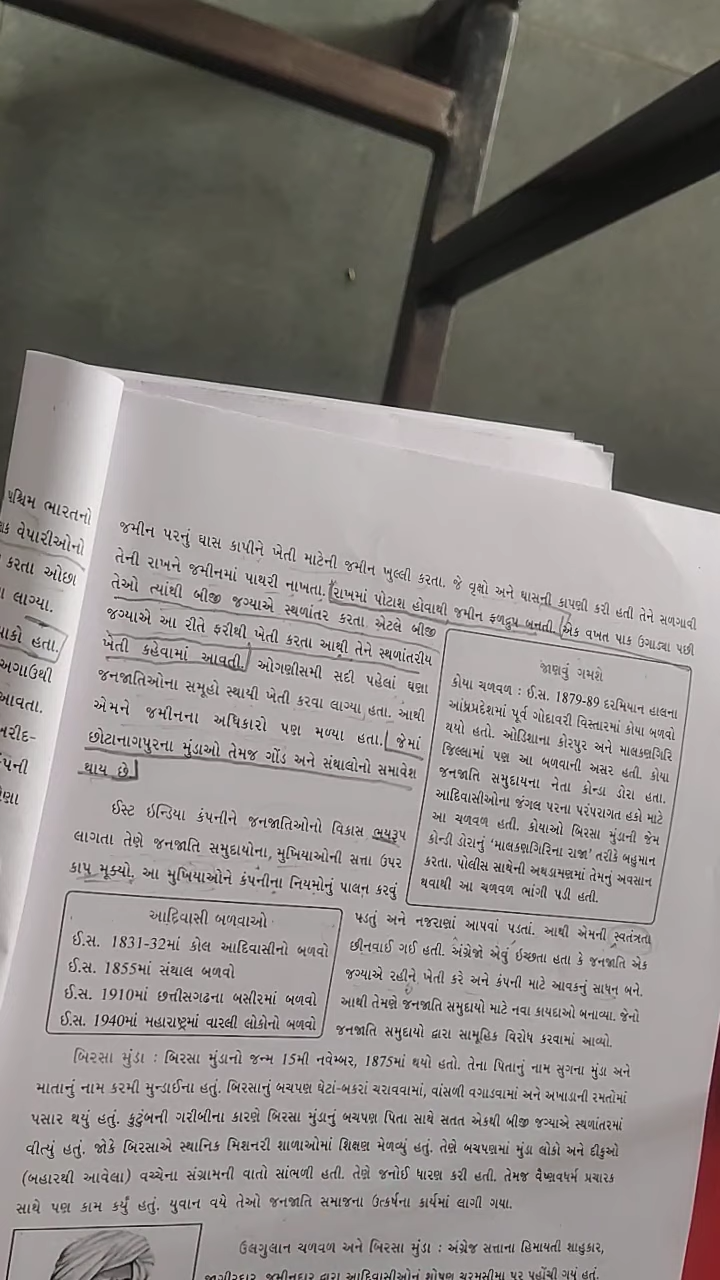 પશ્ચિમ ભારતનો
વેપારીઓનો
કરતા ઓછા
લાગ્યા.
હતા.
અગાઉથી
આવતા.
જમીન પરનું ઘાસ કાપીને ખેતી માટેની જમીન ખુલ્લી કરતા. જે વૃક્ષો અને ઘાસની કાપણી કરી હતી તેને સળગાવી
તેની રાખને જમીનમાં પાથરી નાખતા. રાખમાં પોટાશ હોવાથી જમીન ફળદ્રુપ બનતી. એક વખત પાક ઉગાડ્યા પછી
તેઓ ત્યાંથી બીજી જગ્યાએ સ્થળાંતર કરતા. એટલે બીજી
જગ્યાએ આ રીતે ફરીથી ખેતી કરતા આથી તેને સ્થળાંતરીય
ખેતી કહેવામાં આવતી. ઓગણીસમી સદી પહેલાં ઘણા
જનજાતિઓના સમૂહો સ્થાયી ખેતી કરવા લાગ્યા હતા. આથી
એમને જમીનના અધિકારો પણ મળ્યા હતા. જેમાં
છોટાનાગપુરના મુંડાઓ તેમજ ગોંડ અને સંથાલોનો સમાવેશ
થાય છે.
જાણવું ગમશે
કોયા ચળવળ : ઈ.સ. 1879-89 દરમિયાન હાલના
આંધ્રપ્રદેશમાં પૂર્વ ગોદાવરી વિસ્તારમાં કોયા બળવો
થયો હતો. ઓડિશાના કોરપુર અને માલકણગિરિ
જિલ્લામાં પણ આ બળવાની અસર હતી. કોયા
જનજાતિ સમુદાયના નેતા કોન્ડા ડોરા હતા.
આદિવાસીઓના જંગલ પરના પરંપરાગત હકો માટે
આ ચળવળ હતી. કોયાઓ બિરસા મુંડાની જેમ
કોન્ડી ડોરાનું 'માલકણગિરિના રાજા' તરીકે બહુમાન
કરતા. પોલીસ સાથેની અથડામણમાં તેમનું અવસાન
થવાથી આ ચળવળ ભાંગી પડી હતી.
ઈસ્ટ ઇન્ડિયા કંપનીને જનજાતિઓનો વિકાસ ભયરૂપ
લાગતા તેણે જનજાતિ સમુદાયોના, મુખિયાઓની સત્તા ઉપર
કાપ મૂક્યો. આ મુખિયાઓને કંપનીના નિયમોનું પાલન કરવું
પડતું અને નજરાણાં આપવાં પડતાં. આથી એમની સ્વતંત્રતા
છીનવાઈ ગઈ હતી. અંગ્રેજો એવું ઇચ્છતા હતા કે જનજાતિ એક
જગ્યાએ રહીને ખેતી કરે અને કંપની માટે આવકનું સાધન બને.
આથી તેમણે જનજાતિ સમુદાયો માટે નવા કાયદાઓ બનાવ્યા. જેનો
જનજાતિ સમુદાયો દ્વારા સામૂહિક વિરોધ કરવામાં આવ્યો.
આદિવાસી બળવાઓ
ઈ.સ. 1831-32માં કોલ આદિવાસીનો બળવો
ઈ.સ. 1855માં સંથાલ બળવો
ઈ.સ. 1910માં છત્તીસગઢના બસીરમાં બળવો
ઈ.સ. 1940માં મહારાષ્ટ્રમાં વારલી લોકોનો બળવો
બિરસા મુંડા : બિરસા મુંડાનો જન્મ 15મી નવેમ્બર, 1875માં થયો હતો. તેના પિતાનું નામ સુગના મુંડા અને
માતાનું નામ કરમી મુન્ડાઈના હતું. બિરસાનું બચપણ ઘેટાં-બકરાં ચરાવવામાં, વાંસળી વગાડવામાં અને અખાડાની રમતોમાં
પસાર થયું હતું. કુટુંબની ગરીબીના કારણે બિરસા મુંડાનું બચપણ પિતા સાથે સતત એકથી બીજી જગ્યાએ સ્થળાંતરમાં
વીત્યું હતું. જોકે બિરસાએ સ્થાનિક મિશનરી શાળાઓમાં શિક્ષણ મેળવ્યું હતું. તેણે બચપણમાં મુંડા લોકો અને દીકુઓ
(બહારથી આવેલા) વચ્ચેના સંગ્રામની વાતો સાંભળી હતી. તેણે જનોઈ ધારણ કરી હતી. તેમજ વૈષ્ણવધર્મ પ્રચારક
સાથે પણ કામ કર્યું હતું. યુવાન વયે તેઓ જનજાતિ સમાજના ઉત્કર્ષના કાર્યમાં લાગી ગયા.
ઉલગુલાન ચળવળ અને બિરસા મુંડા : અંગ્રેજ સત્તાના હિમાયતી શાહુકાર,
જાગીરદાર, જમીનદાર દ્વારા આદિવાસીઓનું શોષણ ચરમસીમા પર પહોંચી ગયું હતું.